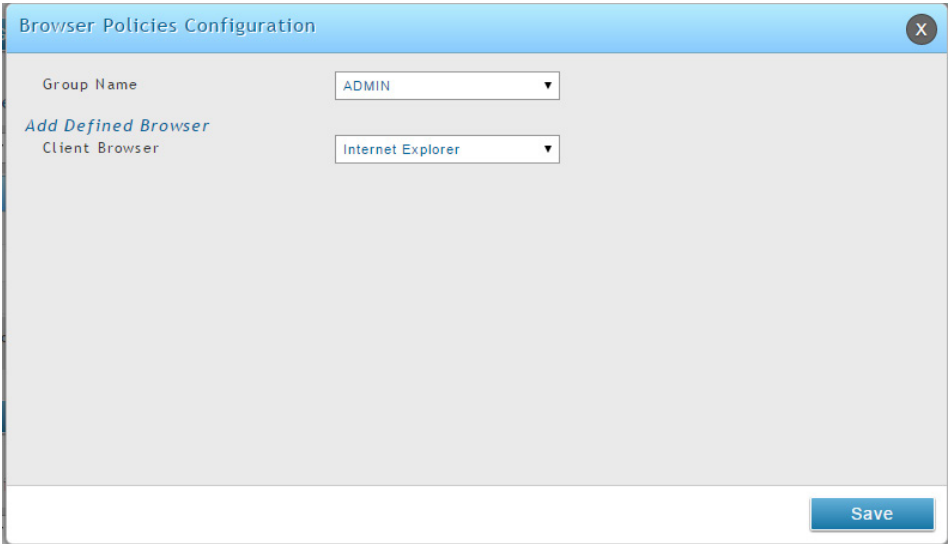 Browser Policies Configuration
X
Group Name
ADMIN
Add Defined Browser
Client Browser
Internet Explorer
Save